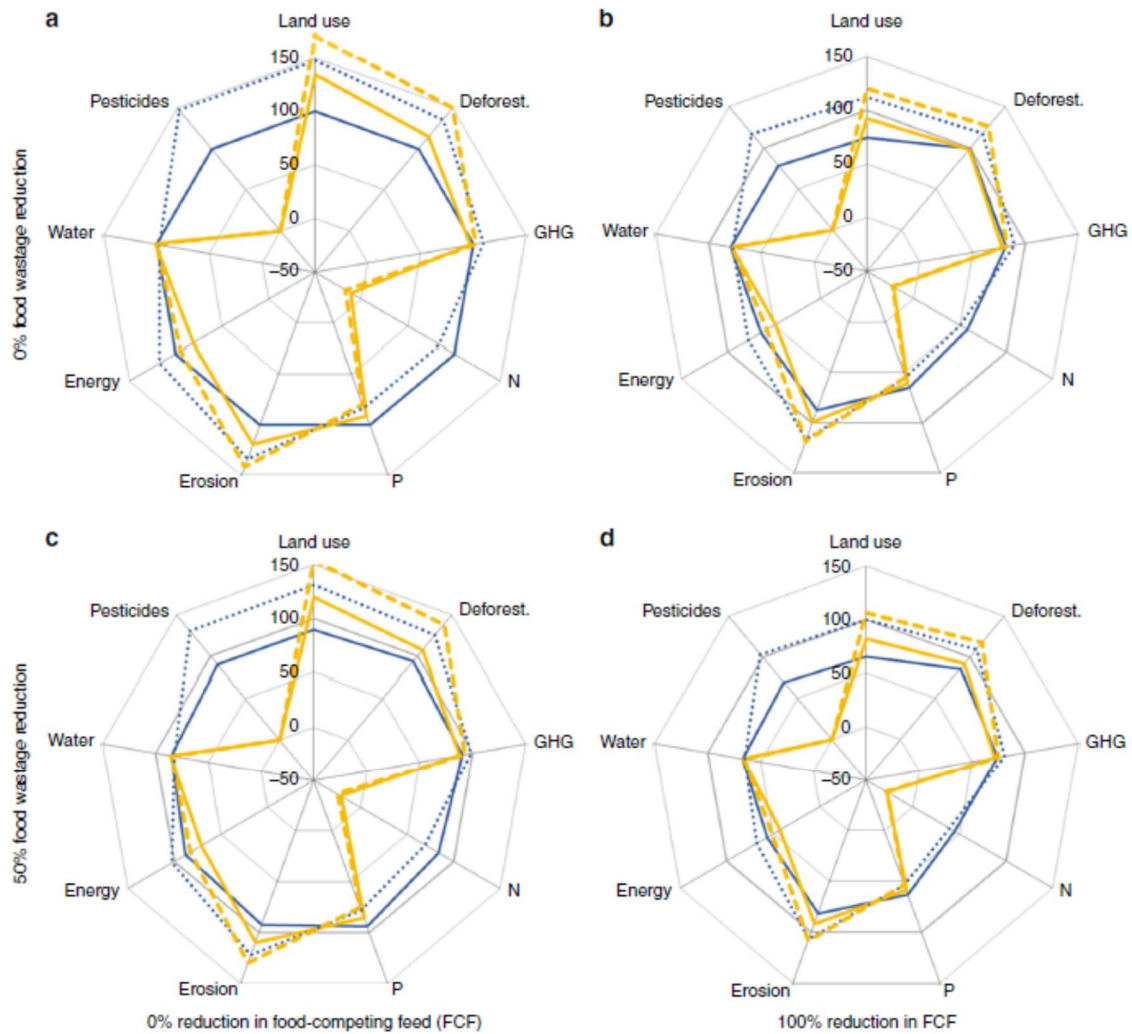 a
Land use
150
100
50
0
−50
Deforest.
GHG
N
P
Erosion
Energy
Water
Pesticides
b
Land use
150
100
50
0
−50
Deforest.
GHG
N
P
Erosion
Energy
Water
Pesticides
0% food wastage reduction
c
Land use
150
100
50
0
−50
Deforest.
GHG
N
P
Erosion
Energy
Water
Pesticides
d
Land use
150
100
50
0
−50
Deforest.
GHG
N
P
Erosion
Energy
Water
Pesticides
50% food wastage reduction
0% reduction in food-competing feed (FCF)
100% reduction in FCF